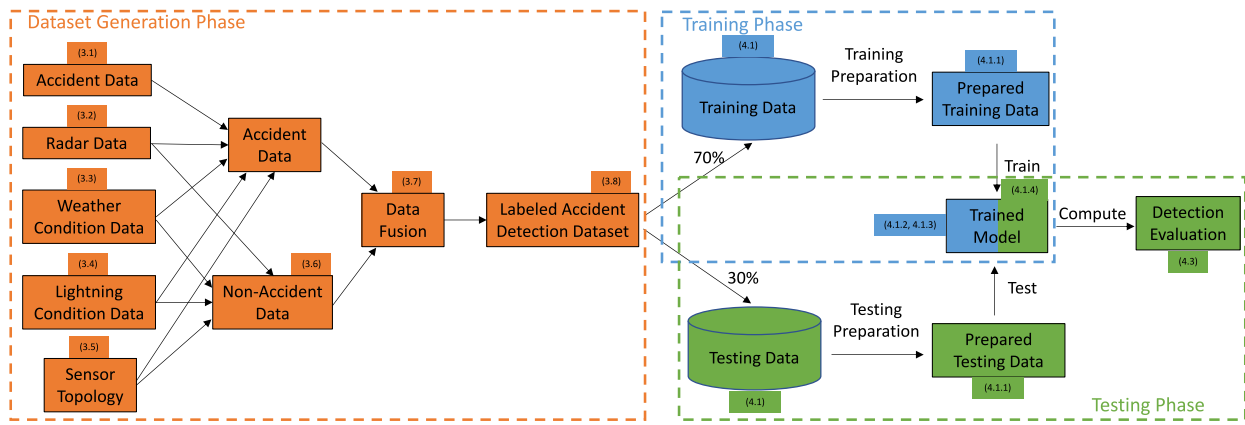 Dataset Generation Phase
(3.1)
Accident Data
(3.2)
Radar Data
(3.3)
Weather
Condition Data
(3.4)
Lightning
Condition Data
(3.5)
Sensor
Topology
Accident
Data
(3.6)
Non-Accident
Data
(3.7)
Data
Fusion
(3.8)
Labeled Accident
Detection Dataset
70%
30%
Training Phase
(4.1)
Training Data
Training
Preparation
(4.1.1)
Prepared
Training Data
Train
(4.1.4)
(4.1.2, 4.1.3)
Trained
Model
Compute
Detection
Evaluation
(4.3)
Test
Testing Data
(4.1)
Testing
Preparation
Prepared
Testing Data
(4.1.1)
Testing Phase